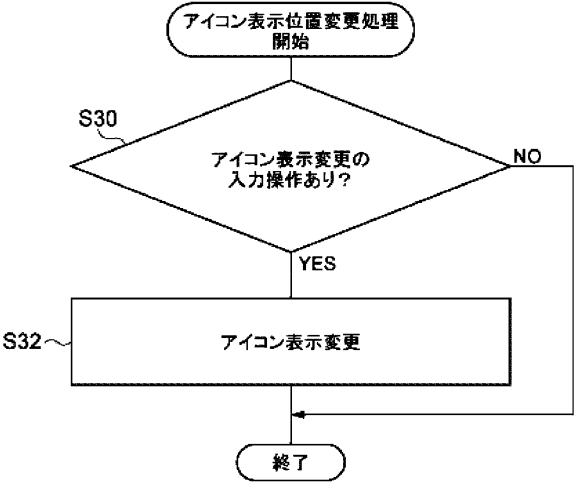 アイコン表示位置変更処理
開始
S30
アイコン表示変更の
入力操作あり？
NO
YES
S32
アイコン表示変更
終了